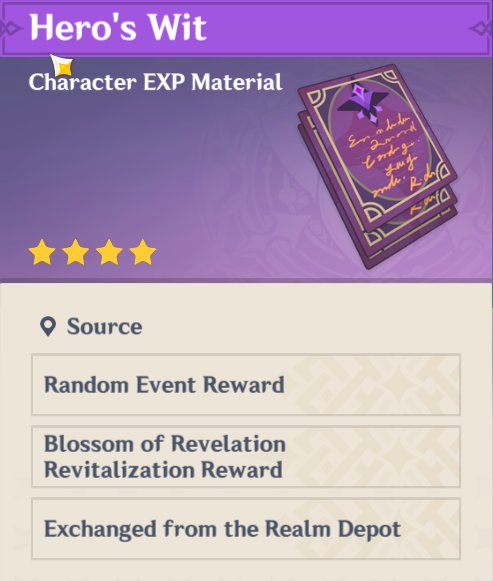 Hero's Wit
Character EXP Material
Source
Random Event Reward
Blossom of Revelation
Revitalization Reward
Exchanged from the Realm Depot